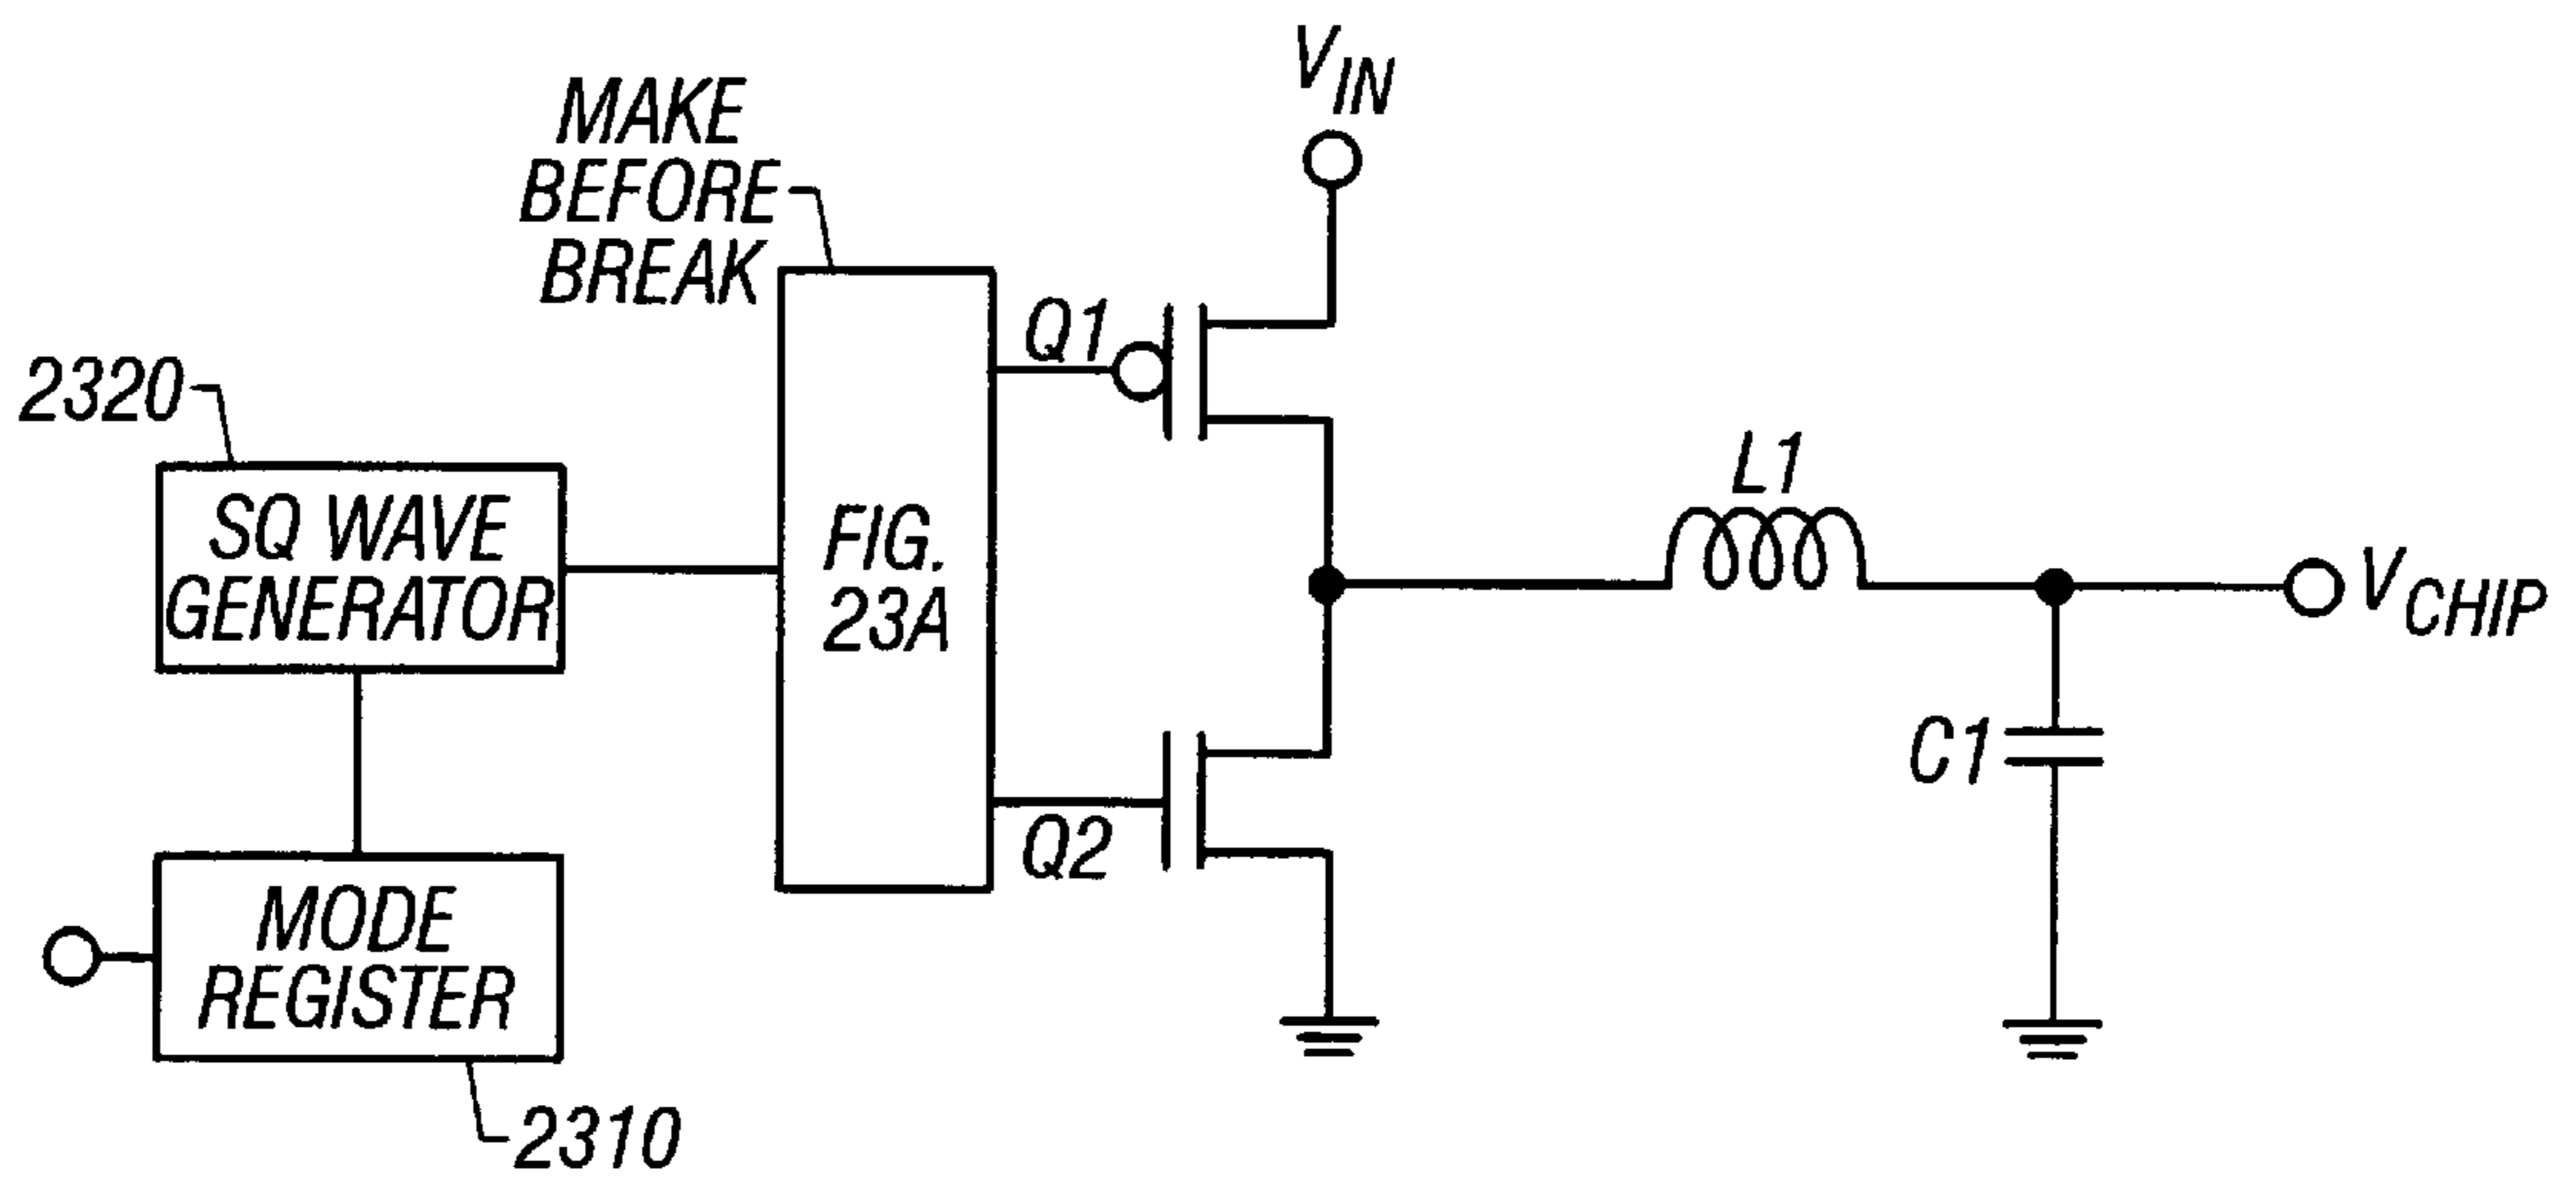 V_IN
MAKE
BEFORE
BREAK
Q1
2320
SQ WAVE
GENERATOR
FIG.
23A
L1
V_CHIP
C1
Q2
MODE
REGISTER
2310